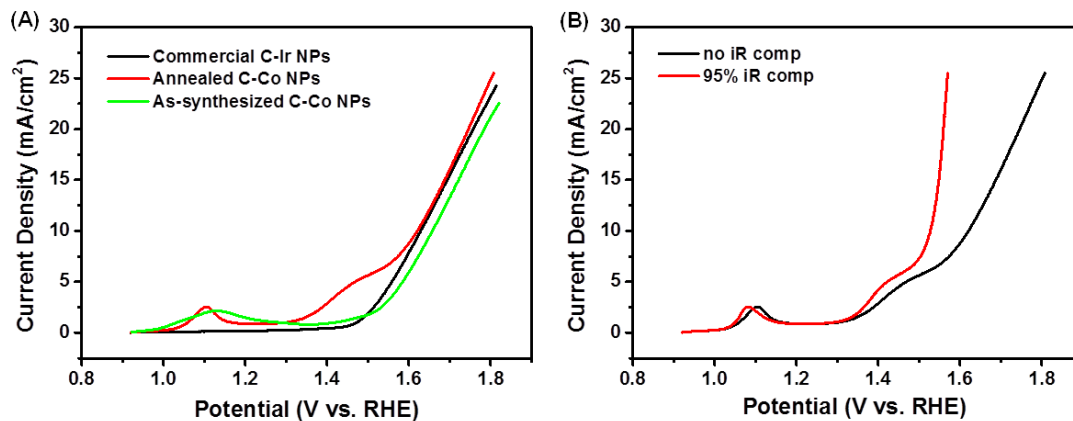 (A)
Current Density (mA/cm²)
30
25
20
15
10
5
0
Commercial C-Ir NPs
Annealed C-Co NPs
As-synthesized C-Co NPs
0.8 1.0 1.2 1.4 1.6 1.8
Potential (V vs. RHE)
(B)
Current Density (mA/cm²)
30
25
20
15
10
5
0
no iR comp
95% iR comp
0.8 1.0 1.2 1.4 1.6 1.8
Potential (V vs. RHE)